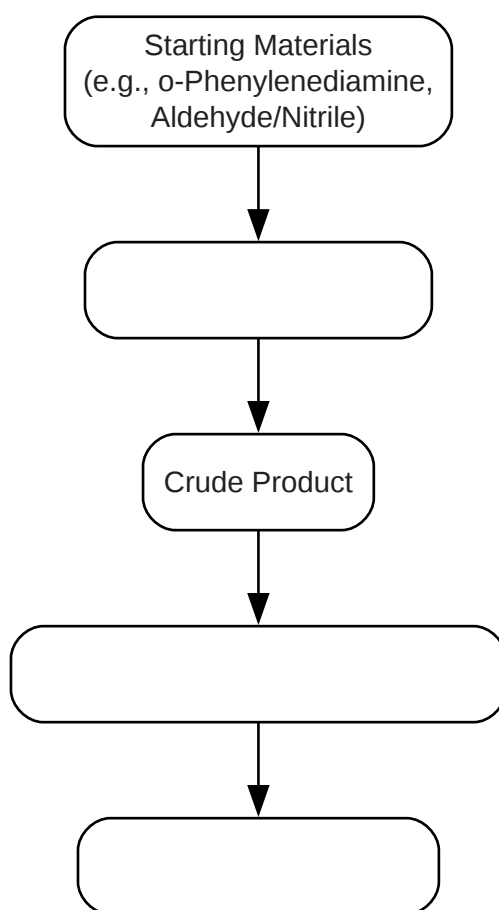 Starting Materials
(e.g., o-Phenylenediamine,
Aldehyde/Nitrile)
Crude Product